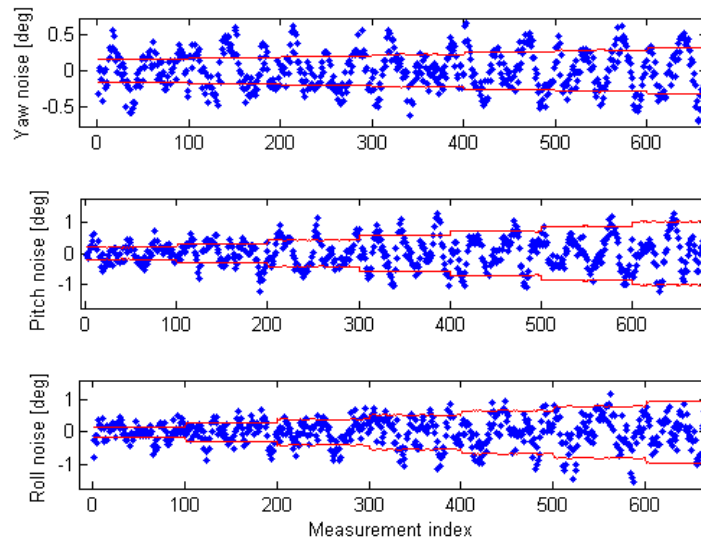 Yaw noise [deg]
0.5
0
-0.5
0 100 200 300 400 500 600
Pitch noise [deg]
1
0
-1
0 100 200 300 400 500 600
Roll noise [deg]
1
0
-1
0 100 200 300 400 500 600
Measurement index